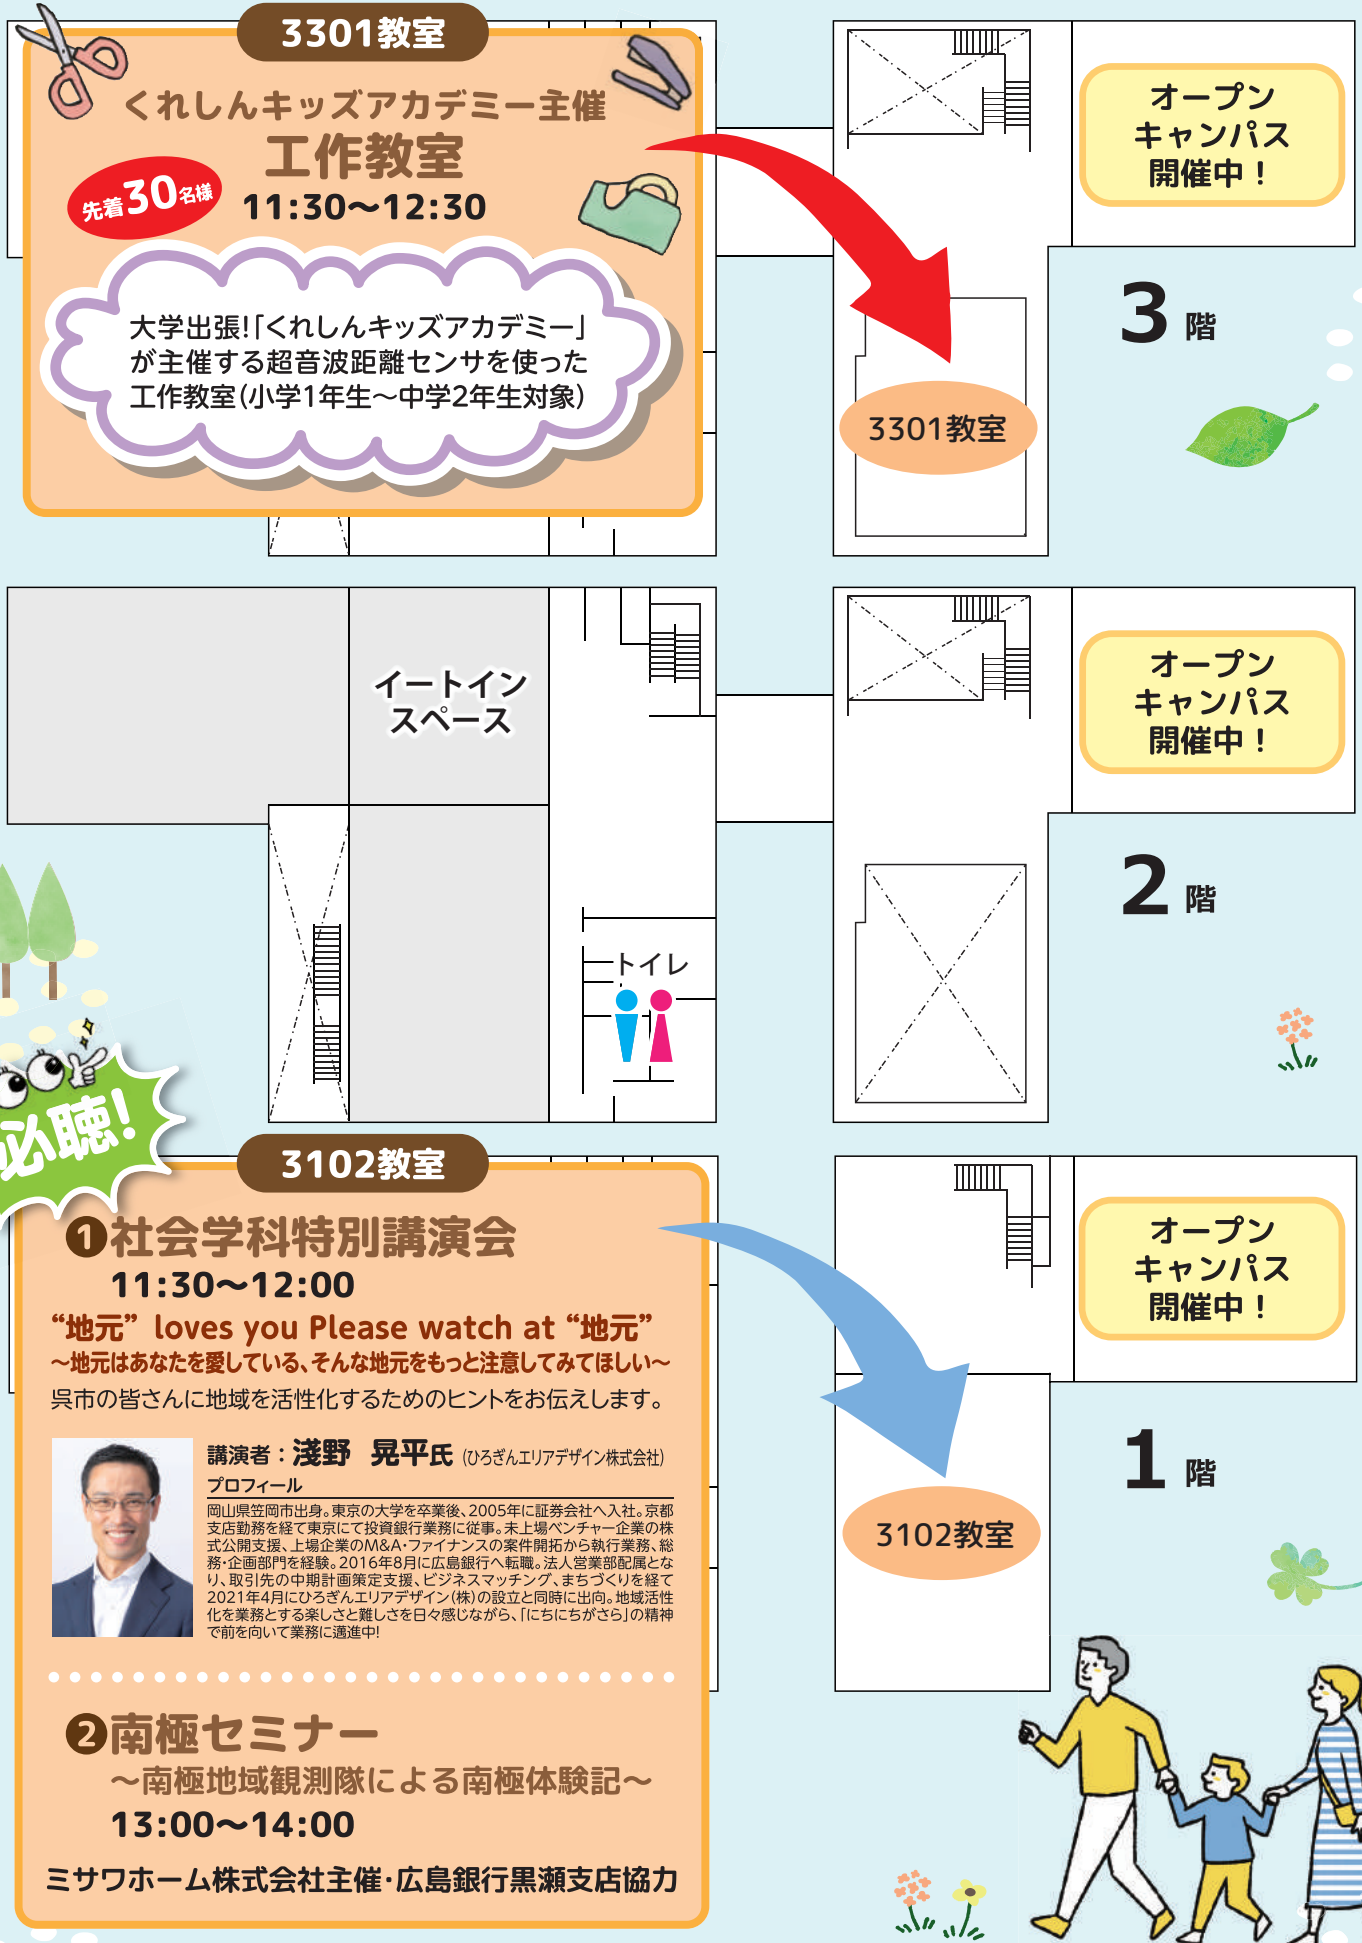 3301教室
くれしんキッズアカデミー主催
工作教室
先着30名様
11:30〜12:30
大学出張!「くれしんキッズアカデミー」
が主催する超音波距離センサを使った
工作教室(小学1年生〜中学2年生対象)
オープン
キャンパス
開催中！
3階
3301教室
イートイン
スペース
オープン
キャンパス
開催中！
2階
トイレ
必聴!
3102教室
❶社会学科特別講演会
11:30〜12:00
“地元” loves you Please watch at “地元”
〜地元はあなたを愛している、そんな地元をもっと注意してみてほしい〜
呉市の皆さんに地域を活性化するためのヒントをお伝えします。
講演者：淺野 晃平氏 (ひろぎんエリアデザイン株式会社)
プロフィール
岡山県笠岡市出身。東京の大学を卒業後、2005年に証券会社へ入社。京都
支店勤務を経て東京にて投資銀行業務に従事。未上場ベンチャー企業の株
式公開支援、上場企業のM&A・ファイナンスの案件開拓から執行業務、総
務・企画部門を経験。2016年8月に広島銀行へ転職。法人営業部配属とな
り、取引先の中期計画策定支援、ビジネスマッチング、まちづくりを経て
2021年4月にひろぎんエリアデザイン(株)の設立と同時に出向。地域活性
化を業務とする楽しさと難しさを日々感じながら、「にちにちがさら」の精神
で前を向いて業務に邁進中!
❷南極セミナー
〜南極地域観測隊による南極体験記〜
13:00〜14:00
ミサワホーム株式会社主催・広島銀行黒瀬支店協力
オープン
キャンパス
開催中！
1階
3102教室